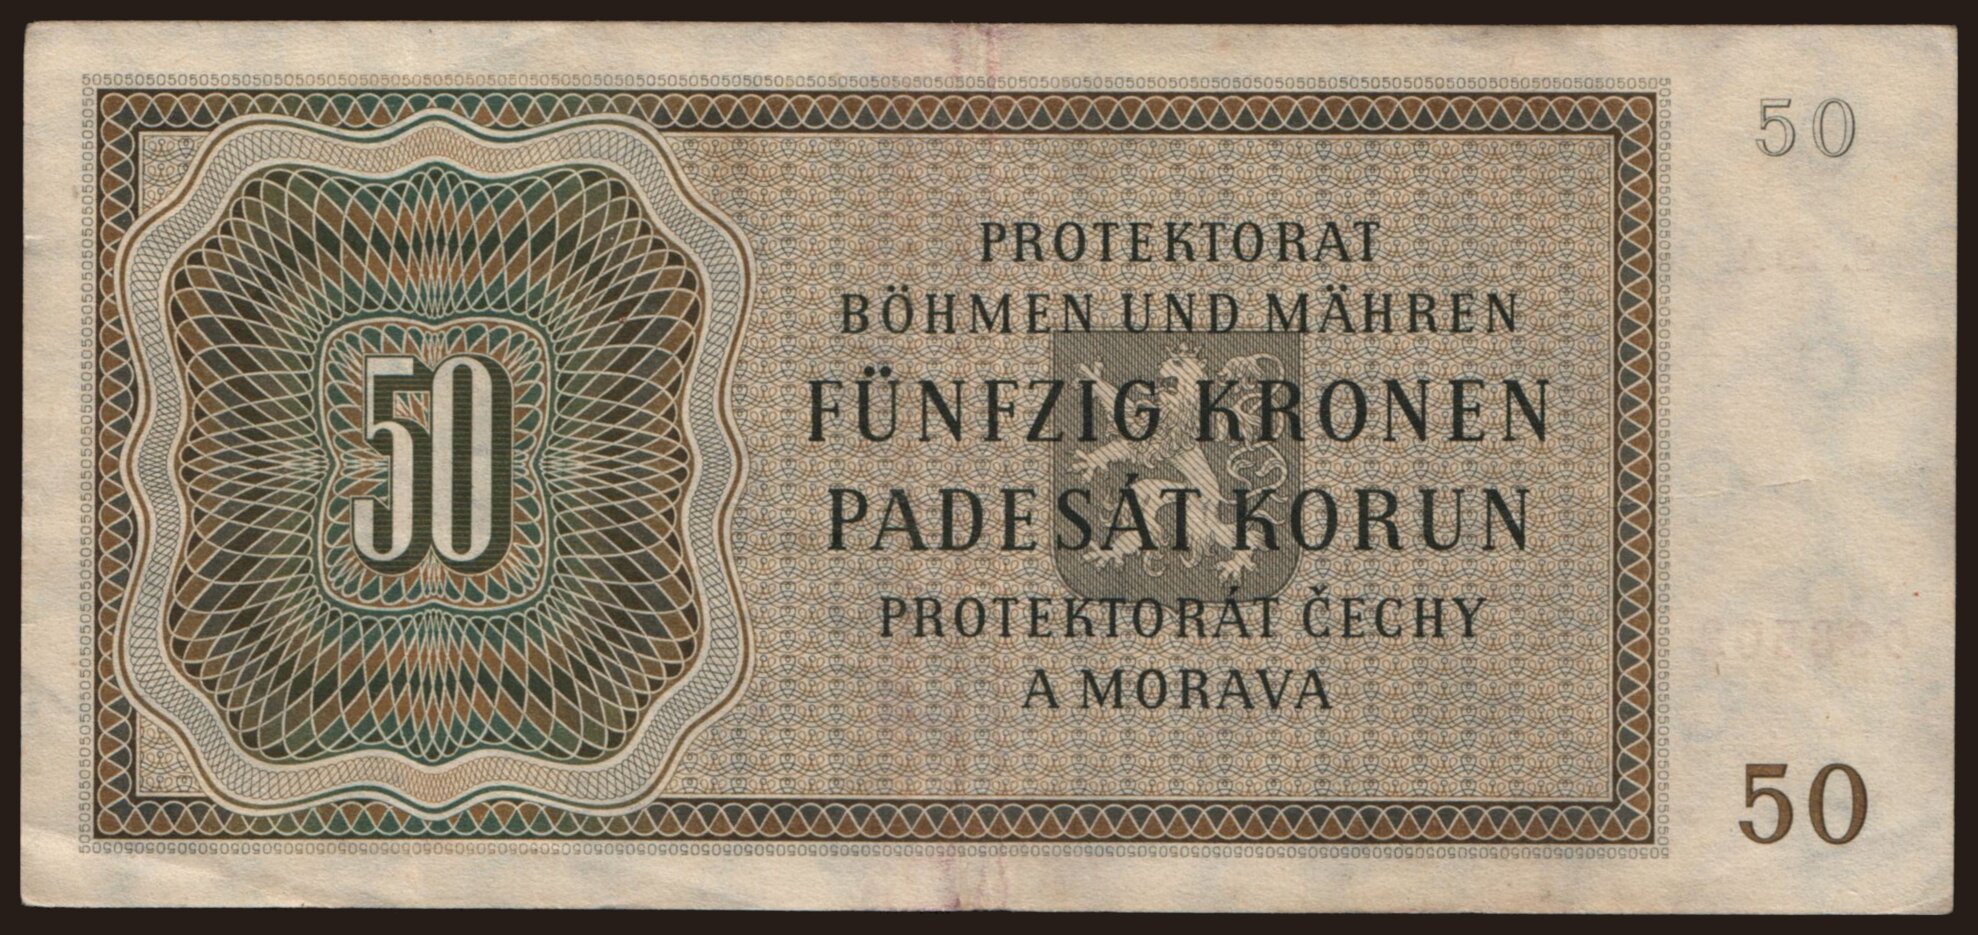 50
PROTEKTORAT
BÖHMEN UND MÄHREN
FÜNFZIG KRONEN
PADESÁT KORUN
PROTEKTORÁT ČECHY
A MORAVA
50
50